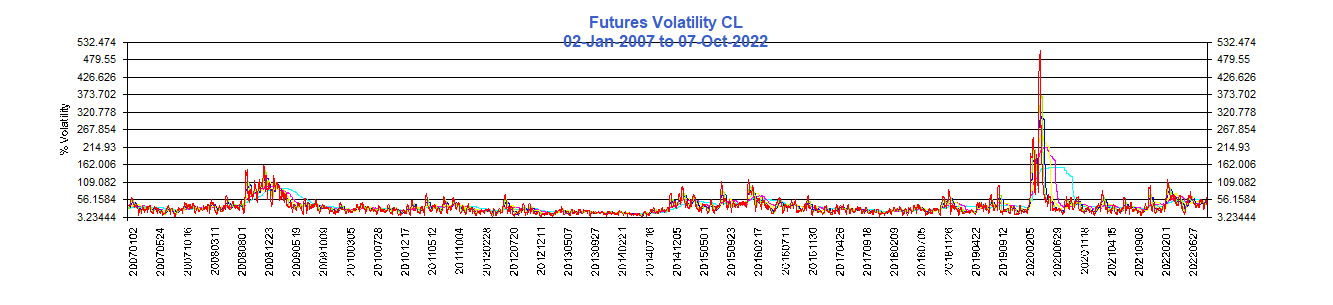 Futures Volatility CL
02-Jan-2007 to 07-Oct-2022
532.474 532.474
479.55 479.55
426.626 426.626
373.702 373.702
320.778 320.778
267.854 267.854
214.93 214.93
162.006 162.006
109.082 109.082
56.1584 56.1584
3.23444 3.23444
% Volatility
20070102 20070524 20071016 20080311 20080801 20081223 20090519 20091009 20100305 20100728 20101217 20110512 20111004 20120228 20120720 20121211 20130507 20130927 20140221 20140716 20141205 20150501 20150923 20160217 20160711 20161130 20170426 20170918 20180209 20180705 20181126 20190422 20190912 20200205 20200629 20201118 20210415 20210908 20220201 20220627